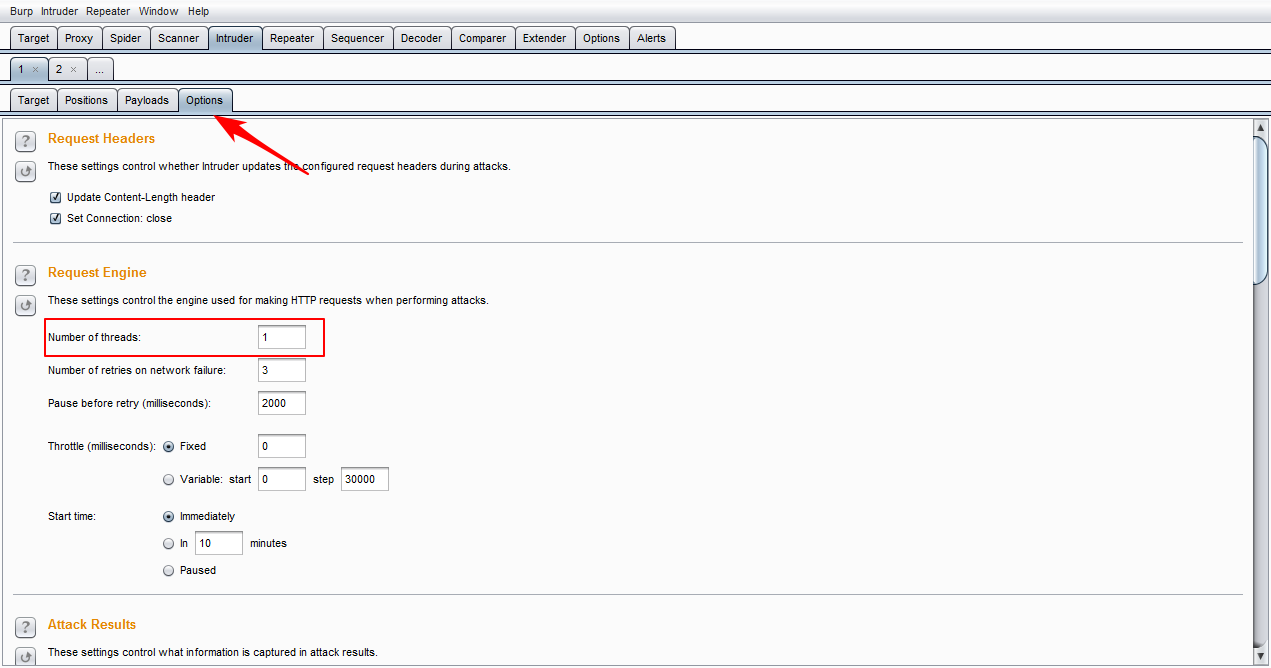 Burp Intruder Repeater Window Help
Target Proxy Spider Scanner Intruder Repeater Sequencer Decoder Comparer Extender Options Alerts
1 × 2 × ...
Target Positions Payloads Options
? Request Headers
These settings control whether Intruder updates the configured request headers during attacks.
Update Content-Length header
Set Connection: close
? Request Engine
These settings control the engine used for making HTTP requests when performing attacks.
Number of threads: 1
Number of retries on network failure: 3
Pause before retry (milliseconds): 2000
Throttle (milliseconds): Fixed 0
Variable: start 0 step 30000
Start time: Immediately
In 10 minutes
Paused
? Attack Results
These settings control what information is captured in attack results.